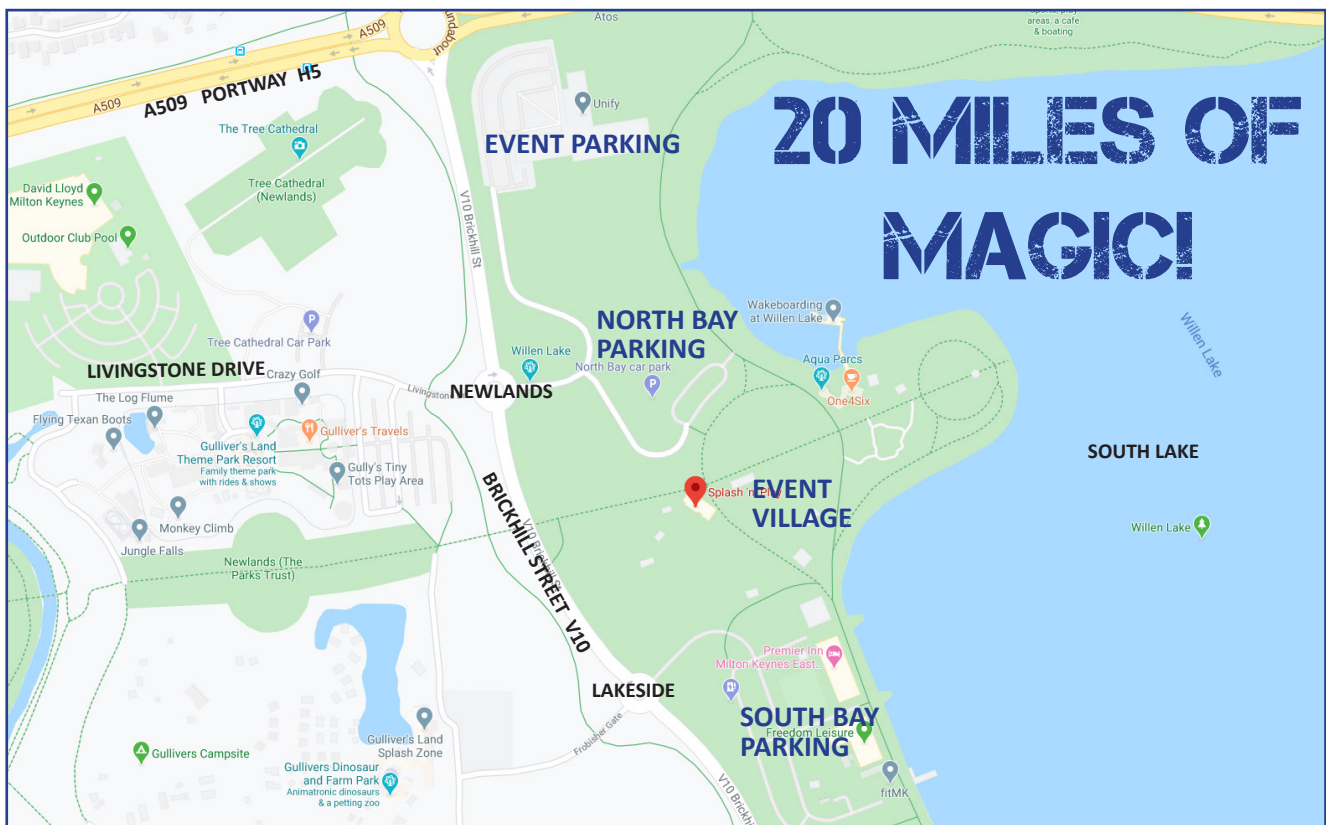 Atos
Sports, play
areas, a cafe
& boating
A509
Roundabout
A509
A509 PORTWAY H5
20 MILES OF
MAGIC!
Unify
EVENT PARKING
The Tree Cathedral
Tree Cathedral
(Newlands)
David Lloyd
Milton Keynes
Outdoor Club Pool
V10 Brickhill St
Wakeboarding
at Willen Lake
Willen Lake
NORTH BAY
PARKING
North Bay car park
Tree Cathedral Car Park
Willen Lake
Aqua Parcs
One4Six
LIVINGSTONE DRIVE
Crazy Golf
NEWLANDS
The Log Flume
Flying Texan Boots
Gulliver's Land
Theme Park Resort
Family theme park
with rides & shows
Gulliver's Travels
Gully's Tiny
Tots Play Area
SOUTH LAKE
Splash 'n' Play
EVENT
VILLAGE
Willen Lake
Monkey Climb
Jungle Falls
BRICKHILL STREET V10
V10 Brickhill St
Newlands (The
Parks Trust)
Premier Inn
Milton Keynes East...
LAKESIDE
SOUTH BAY
PARKING
Freedom Leisure
Frobisher Gate
Gulliver's Land
Splash Zone
Gullivers Campsite
Gullivers Dinosaur
and Farm Park
Animatronic dinosaurs
& a petting zoo
fitMK